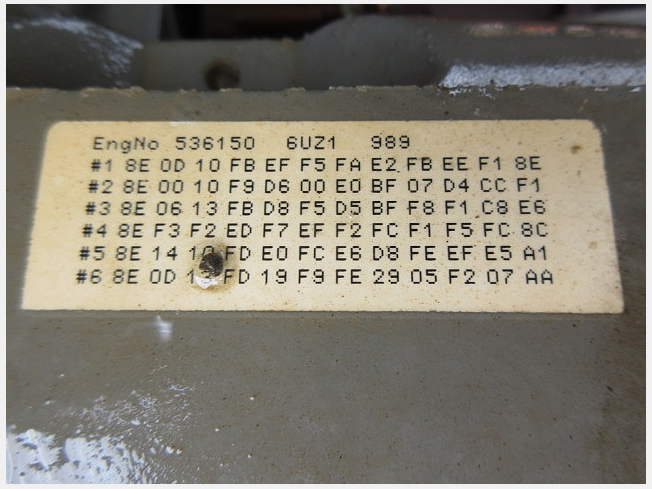 EngNo 536150 6UZ1 989
#1 8E 0D 10 FB EF F5 FA E2 FB EE F1 8E
#2 8E 00 10 F9 D6 00 E0 BF 07 D4 CC F1
#3 8E 06 13 FB D8 F5 D5 BF F8 F1 C8 E6
#4 8E F3 F2 ED F7 EF F2 FC F1 F5 FC 8C
#5 8E 14 FD E0 FC E6 D8 FE EF E5 A1
#6 8E 0D FD 19 F9 FE 29 05 F2 07 AA